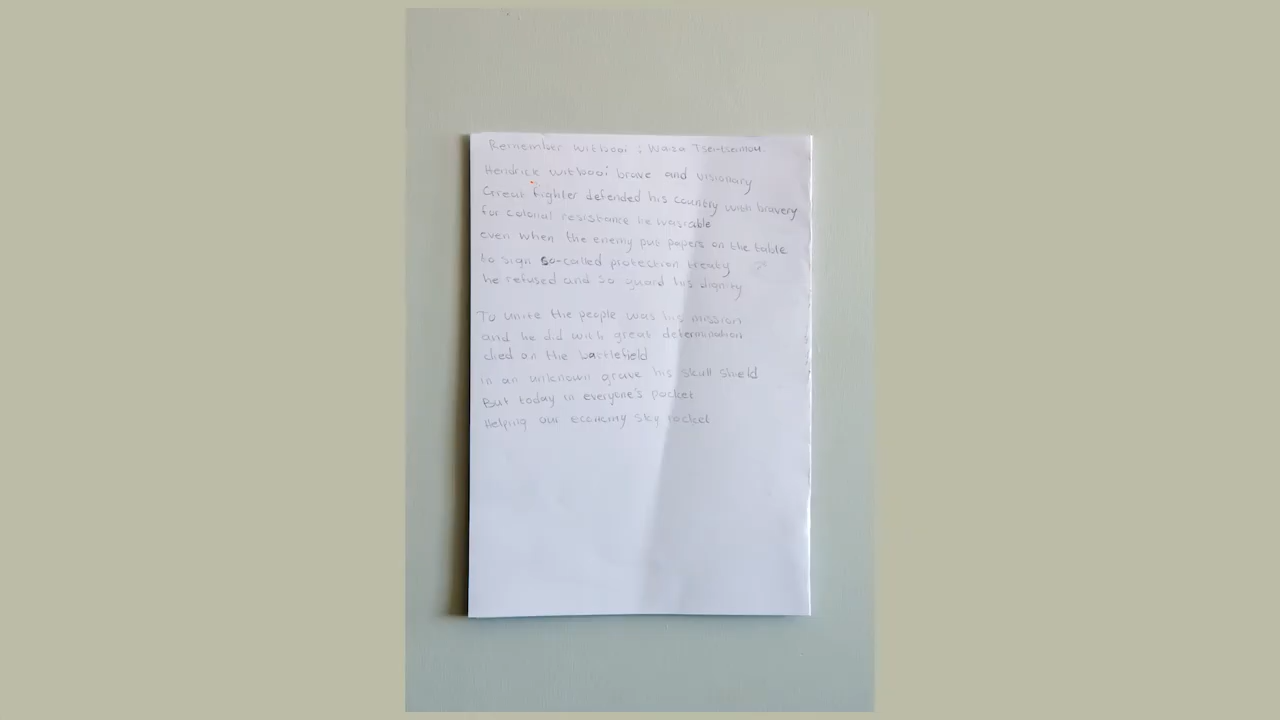 Remember witbooi : Wasa Tsei-tseimou.
Hendrick witbooi brave and visionary
Great fighter defended his country with bravery
for colonial resistance he was able
even when the enemy put papers on the table
to sign so-called protection treaty
he refused and so guard his dignity
To unite the people was his mission
and he did with great determination
died on the battlefield
in an unknown grave his skull shield
But today in everyone's pocket
Helping our economy sky rocket